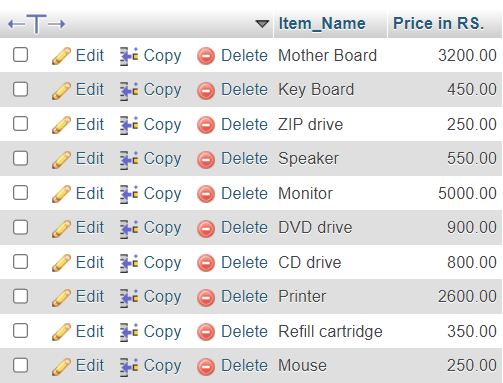 Item_Name Price in RS.
Edit Copy Delete Mother Board 3200.00
Edit Copy Delete Key Board 450.00
Edit Copy Delete ZIP drive 250.00
Edit Copy Delete Speaker 550.00
Edit Copy Delete Monitor 5000.00
Edit Copy Delete DVD drive 900.00
Edit Copy Delete CD drive 800.00
Edit Copy Delete Printer 2600.00
Edit Copy Delete Refill cartridge 350.00
Edit Copy Delete Mouse 250.00